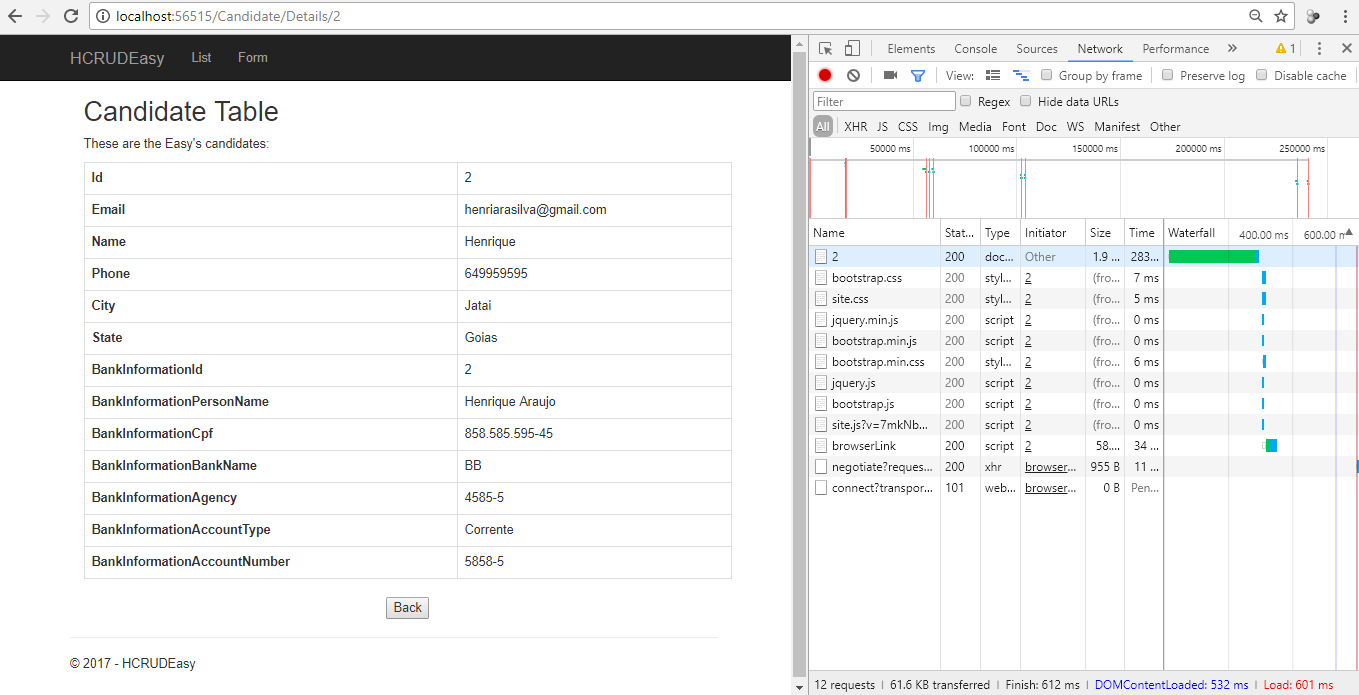 localhost:56515/Candidate/Details/2
HCRUDEasy List Form
Candidate Table
These are the Easy's candidates:
Id 2
Email henriarasilva@gmail.com
Name Henrique
Phone 649959595
City Jatai
State Goias
BankInformationId 2
BankInformationPersonName Henrique Araujo
BankInformationCpf 858.585.595-45
BankInformationBankName BB
BankInformationAgency 4585-5
BankInformationAccountType Corrente
BankInformationAccountNumber 5858-5
Back
© 2017 - HCRUDEasy
Elements Console Sources Network Performance » 1
View: Group by frame Preserve log Disable cache
Filter Regex Hide data URLs
All XHR JS CSS Img Media Font Doc WS Manifest Other
50000 ms 100000 ms 150000 ms 200000 ms 250000 ms
Name Stat... Type Initiator Size Time Waterfall 400.00 ms 600.00 m
2 200 doc... Other 1.9 ... 283...
bootstrap.css 200 styl... 2 (fro... 7 ms
site.css 200 styl... 2 (fro... 5 ms
jquery.min.js 200 script 2 (fro... 0 ms
bootstrap.min.js 200 script 2 (fro... 0 ms
bootstrap.min.css 200 styl... 2 (fro... 6 ms
jquery.js 200 script 2 (fro... 0 ms
bootstrap.js 200 script 2 (fro... 0 ms
site.js?v=7mkNb... 200 script 2 (fro... 0 ms
browserLink 200 script 2 58.... 34 ...
negotiate?reques... 200 xhr browser... 955 B 11 ...
connect?transpor... 101 web... browser... 0 B Pen...
12 requests | 61.6 KB transferred | Finish: 612 ms | DOMContentLoaded: 532 ms | Load: 601 ms